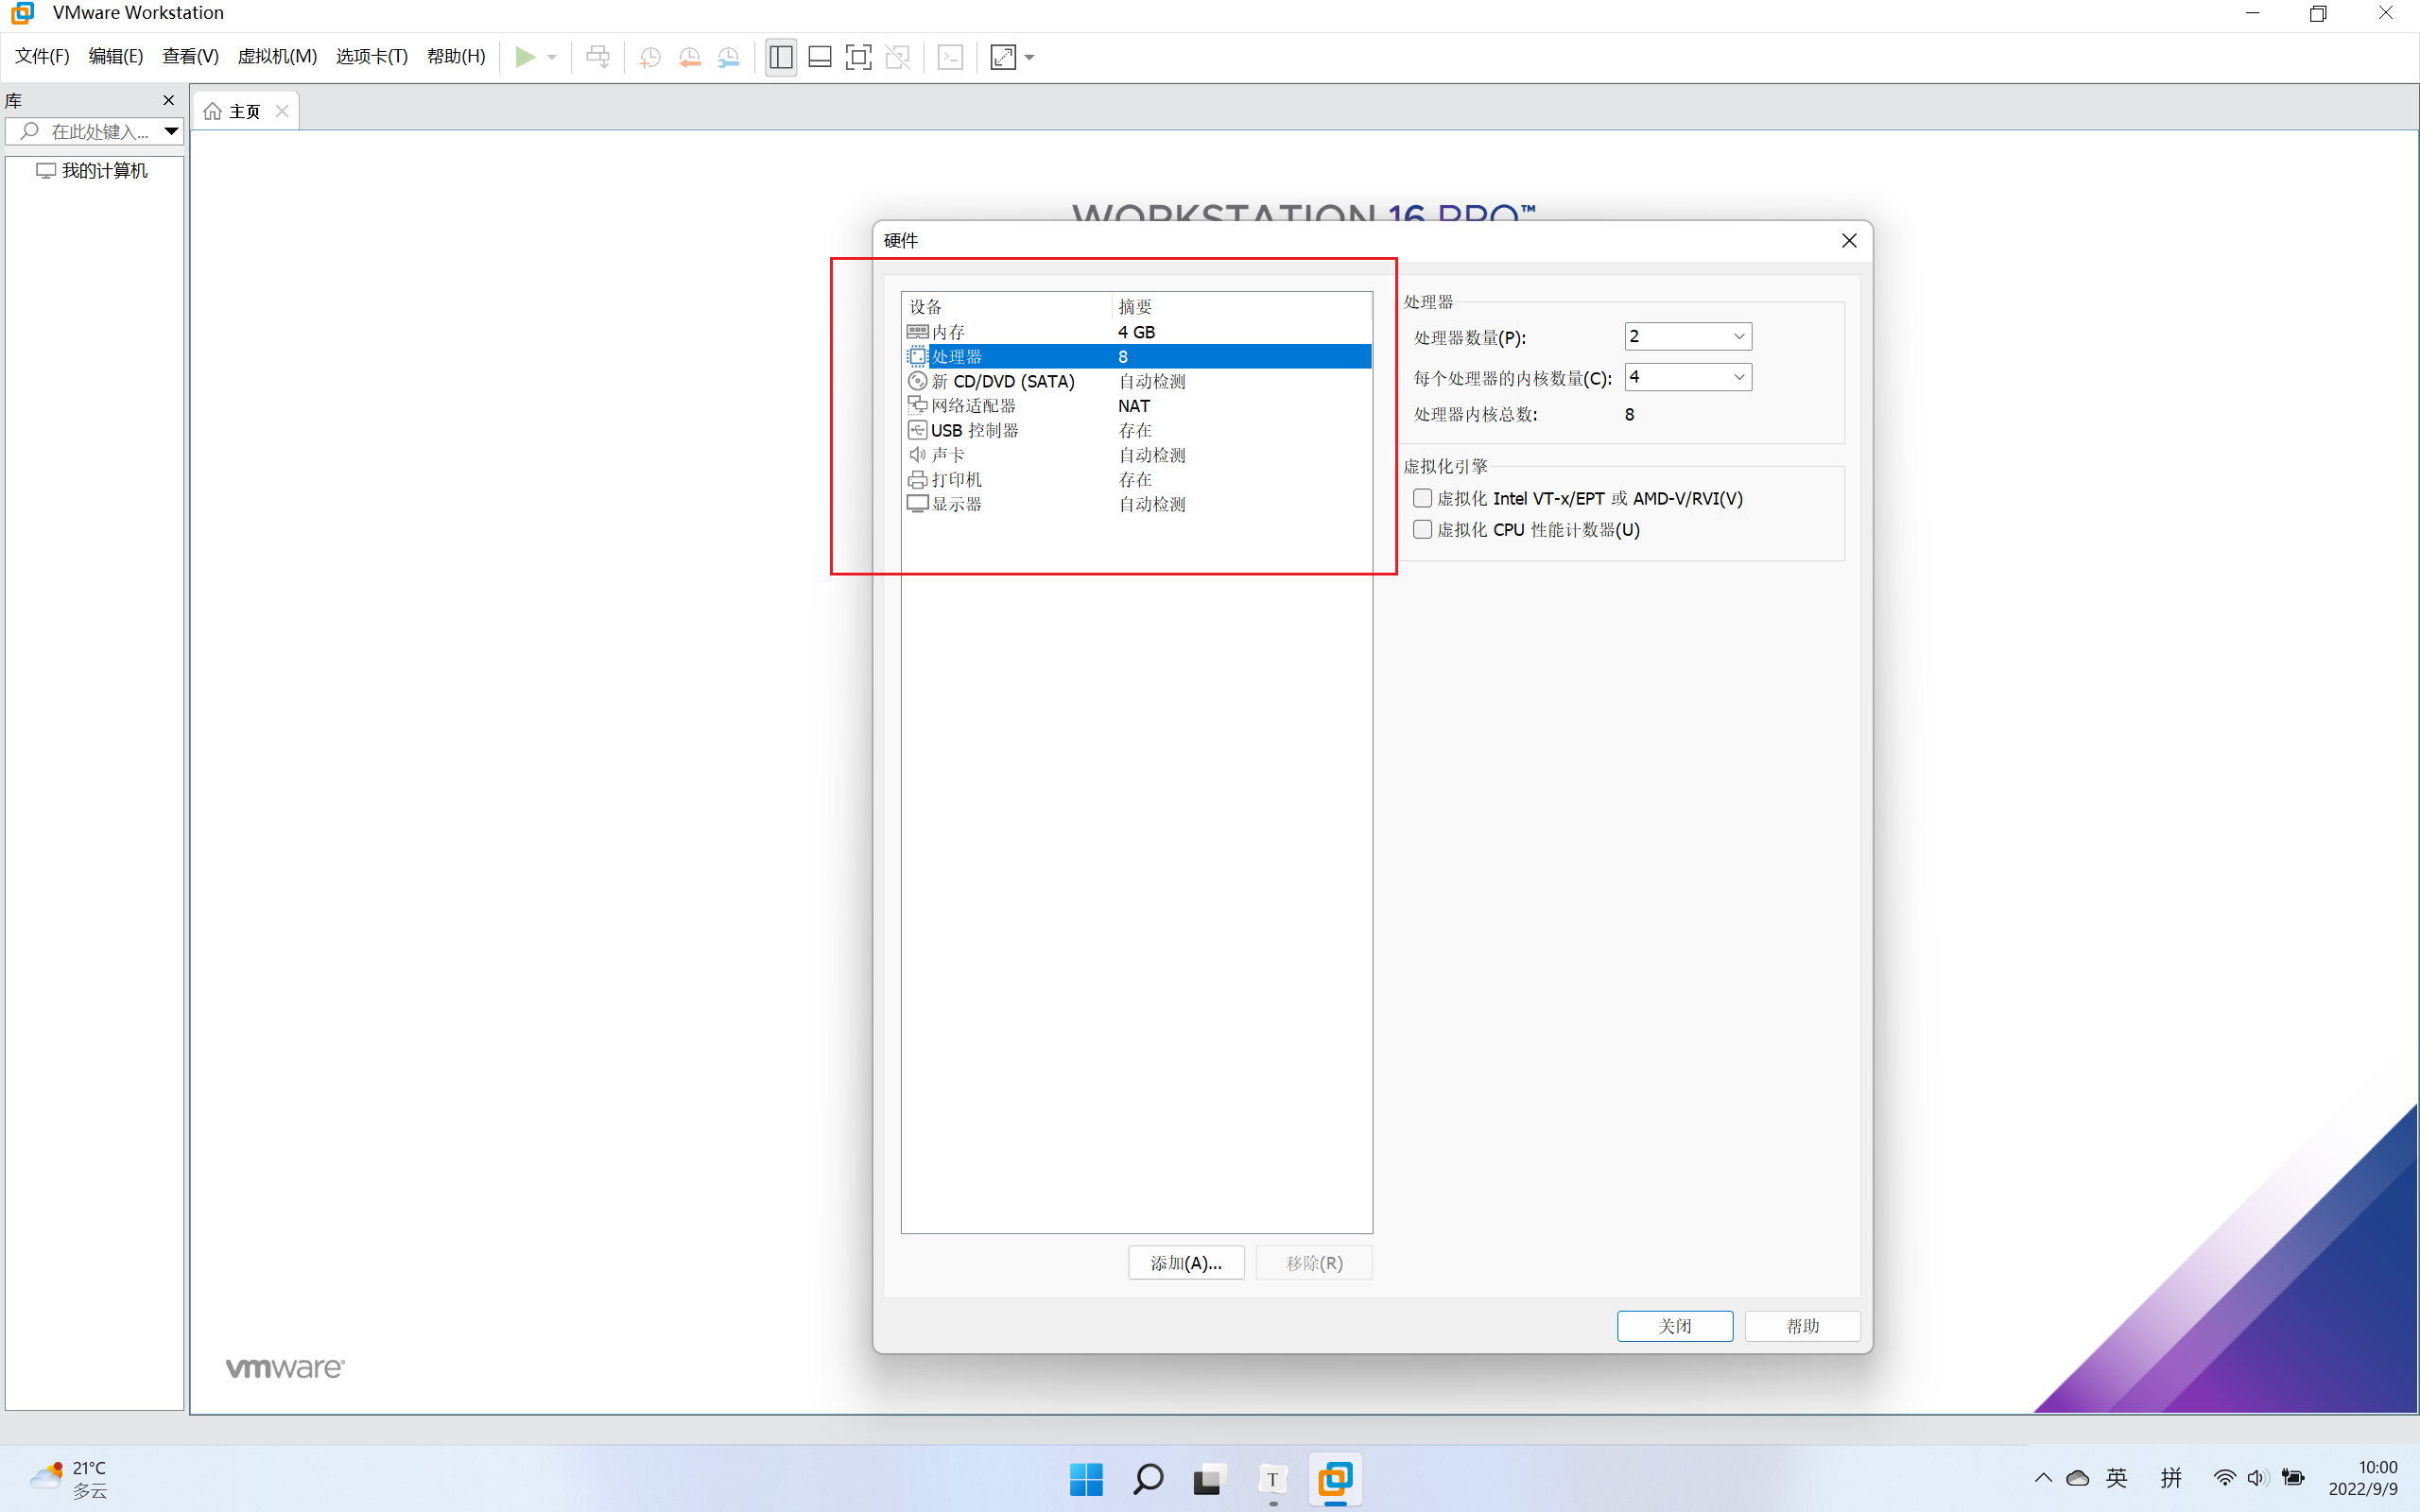 VMware Workstation
文件(F) 编辑(E) 查看(V) 虚拟机(M) 选项卡(T) 帮助(H)
库
主页
在此处键入...
我的计算机
WORKSTATION 16 PRO™
硬件
设备 摘要
内存 4 GB
处理器 8
新 CD/DVD (SATA) 自动检测
网络适配器 NAT
USB 控制器 存在
声卡 自动检测
打印机 存在
显示器 自动检测
处理器
处理器数量(P): 2
每个处理器的内核数量(C): 4
处理器内核总数: 8
虚拟化引擎
虚拟化 Intel VT-x/EPT 或 AMD-V/RVI(V)
虚拟化 CPU 性能计数器(U)
添加(A)... 移除(R)
关闭 帮助
vmware®
21°C
多云
T
英 拼
10:00
2022/9/9